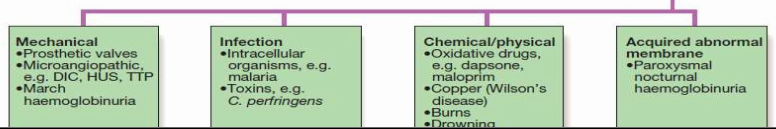 Mechanical
•Prosthetic valves
•Microangiopathic,
e.g. DIC, HUS, TTP
•March
haemoglobinuria
Infection
•Intracellular
organisms, e.g.
malaria
•Toxins, e.g.
C. perfringens
Chemical/physical
•Oxidative drugs,
e.g. dapsone,
maloprim
•Copper (Wilson's
disease)
•Burns
•Drowning
Acquired abnormal
membrane
•Paroxysmal
nocturnal
haemoglobinuria